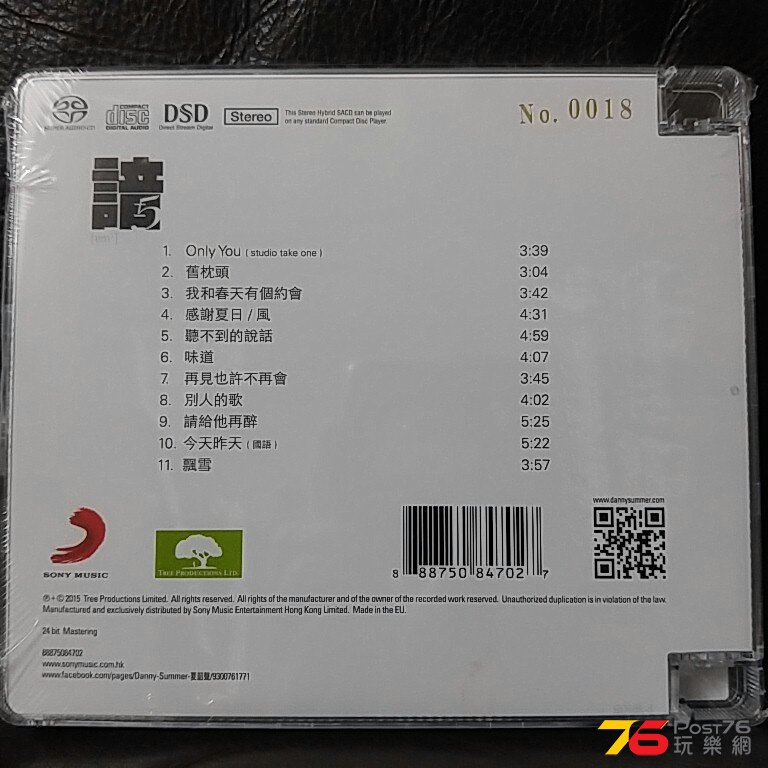 SUPER AUDIO CD
COMPACT
disc
DIGITAL AUDIO
DSD
Direct Stream Digital
Stereo
This Stereo Hybrid SACD can be played
on any standard Compact Disc Player.
No. 0018
諳
+5
1. Only You ( studio take one ) 3:39
2. 舊枕頭 3:04
3. 我和春天有個約會 3:42
4. 感謝夏日 / 風 4:31
5. 聽不到的說話 4:59
6. 味道 4:07
7. 再見也許不再會 3:45
8. 別人的歌 4:02
9. 請給他再醉 5:25
10. 今天昨天 ( 國語 ) 5:22
11. 飄雪 3:57
SONY MUSIC
TREE PRODUCTIONS LTD.
8 88750 84702 7
www.dannysummer.com
℗ + © 2015 Tree Productions Limited. All rights reserved. All rights of the manufacturer and of the owner of the recorded work reserved. Unauthorized duplication is in violation of the law.
Manufactured and exclusively distributed by Sony Music Entertainment Hong Kong Limited. Made in the EU.
24 bit Mastering
88875084702
www.sonymusic.com.hk
www.facebook.com/pages/Danny-Summer-夏韶聲/9300761771
76 POST76
玩樂網